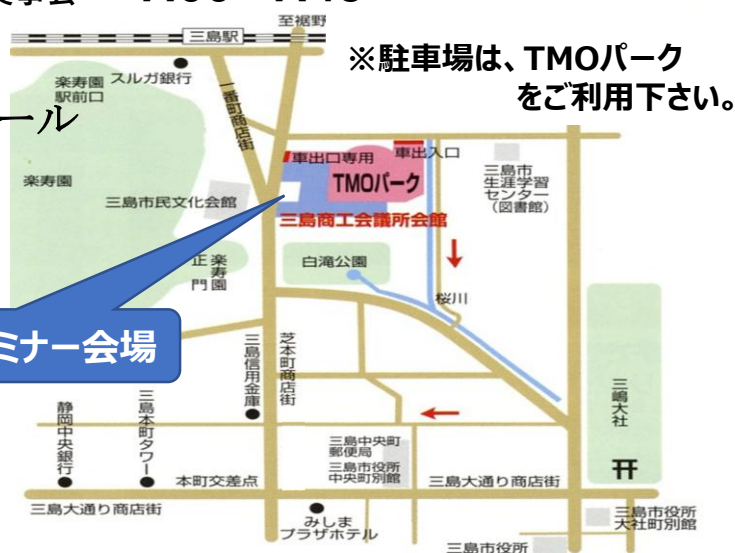 至裾野
三島駅
※駐車場は、TMOパーク
をご利用下さい。
スルガ銀行
楽寿園
駅前口
一番町商店街
ール
車出口専用
車出入口
TMOパーク
三島市
生涯学習
センター
（図書館）
楽寿園
三島市民文化会館
三島商工会議所会館
楽寿園
正門
白滝公園
桜川
ミナー会場
三島信用金庫
芝本町商店街
三嶋大社
静岡中央銀行
三島本町タワー
三島中央町
郵便局
三島市役所
中央町別館
本町交差点
三島大通り商店街
三島大通り商店街
みしま
プラザホテル
三島市役所
大社町別館
三島市役所